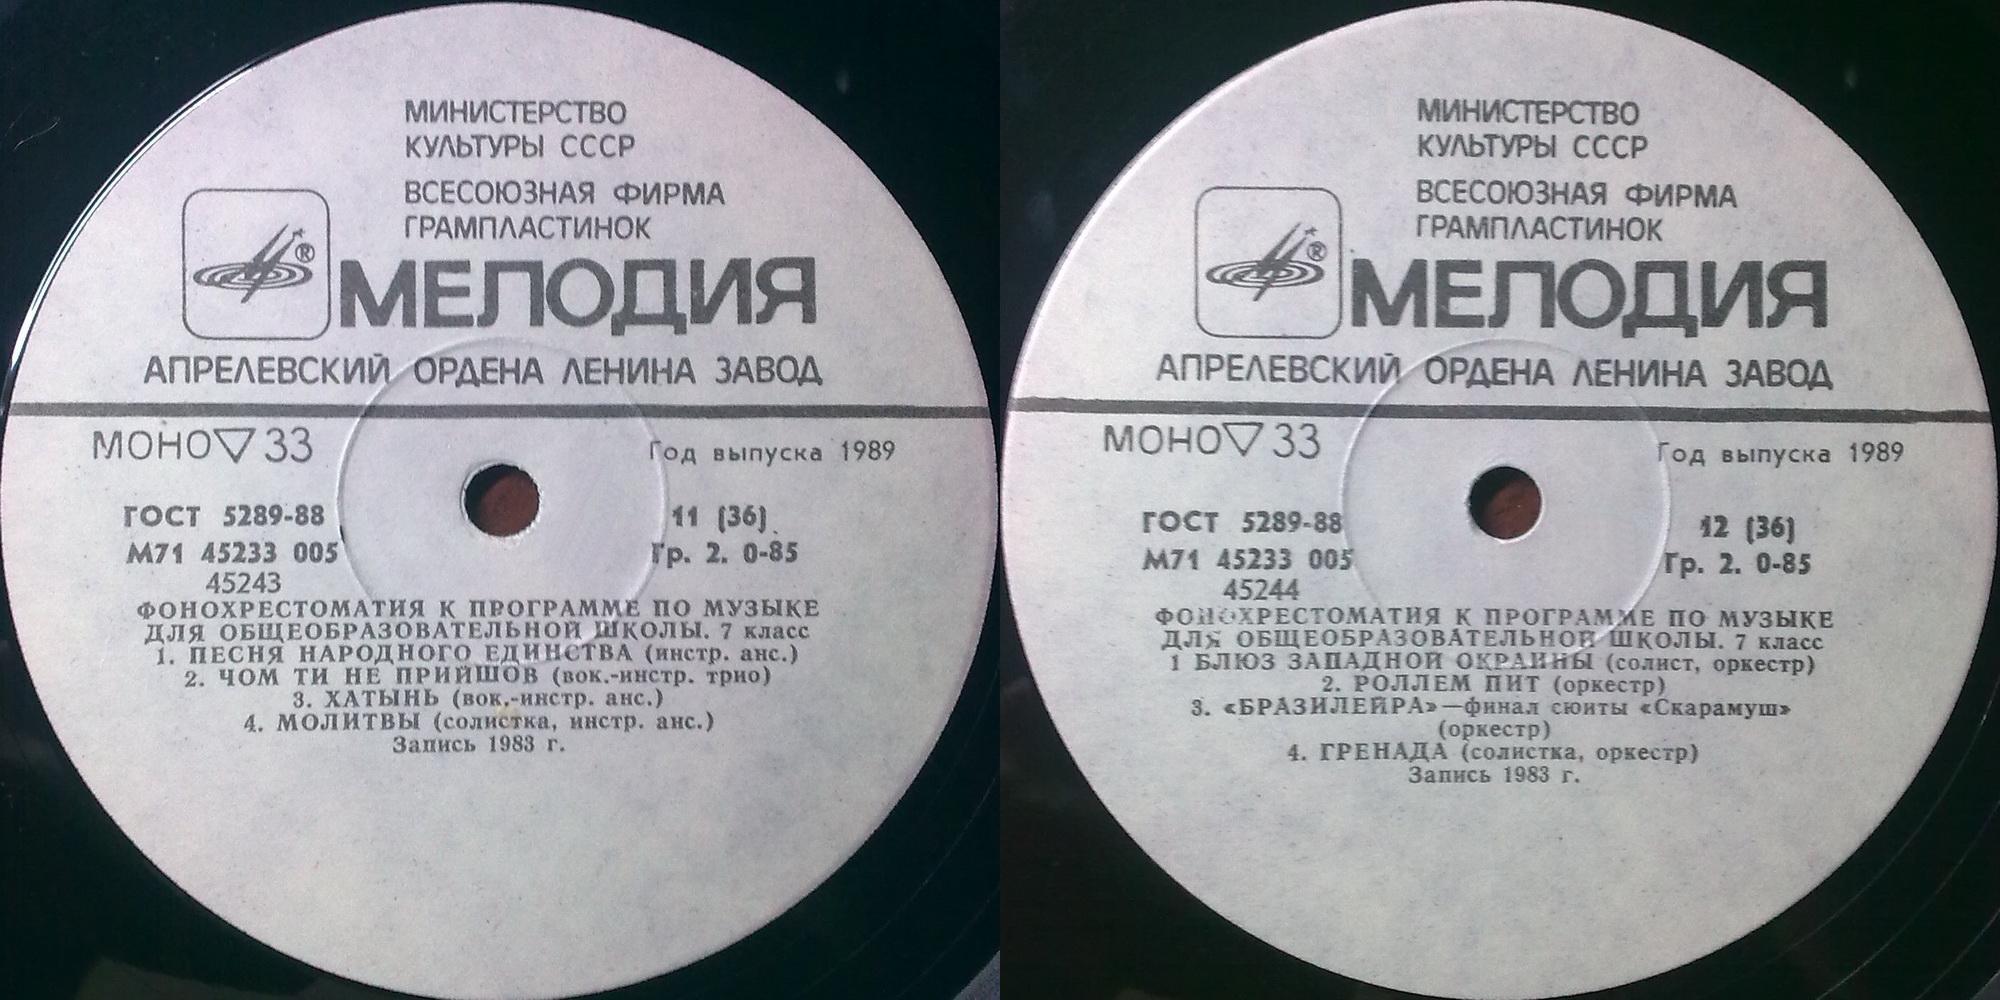 МИНИСТЕРСТВО
КУЛЬТУРЫ СССР
ВСЕСОЮЗНАЯ ФИРМА
ГРАМПЛАСТИНОК
®
МЕЛОДИЯ
АПРЕЛЕВСКИЙ ОРДЕНА ЛЕНИНА ЗАВОД
МОНО▽33
Год выпуска 1989
ГОСТ 5289-88
11 (36)
М71 45233 005
Гр. 2. 0-85
45243
ФОНОХРЕСТОМАТИЯ К ПРОГРАММЕ ПО МУЗЫКЕ
ДЛЯ ОБЩЕОБРАЗОВАТЕЛЬНОЙ ШКОЛЫ. 7 класс
1. ПЕСНЯ НАРОДНОГО ЕДИНСТВА (инстр. анс.)
2. ЧОМ ТИ НЕ ПРИЙШОВ (вок.-инстр. трио)
3. ХАТЫНЬ (вок.-инстр. анс.)
4. МОЛИТВЫ (солистка, инстр. анс.)
Запись 1983 г.
МИНИСТЕРСТВО
КУЛЬТУРЫ СССР
ВСЕСОЮЗНАЯ ФИРМА
ГРАМПЛАСТИНОК
®
МЕЛОДИЯ
АПРЕЛЕВСКИЙ ОРДЕНА ЛЕНИНА ЗАВОД
МОНО▽33
Год выпуска 1989
ГОСТ 5289-88
12 (36)
М71 45233 005
Гр. 2. 0-85
45244
ФОНОХРЕСТОМАТИЯ К ПРОГРАММЕ ПО МУЗЫКЕ
ДЛЯ ОБЩЕОБРАЗОВАТЕЛЬНОЙ ШКОЛЫ. 7 класс
1 БЛЮЗ ЗАПАДНОЙ ОКРАИНЫ (солист, оркестр)
2. РОЛЛЕМ ПИТ (оркестр)
3. «БРАЗИЛЕЙРА»—финал сюиты «Скарамуш»
(оркестр)
4. ГРЕНАДА (солистка, оркестр)
Запись 1983 г.